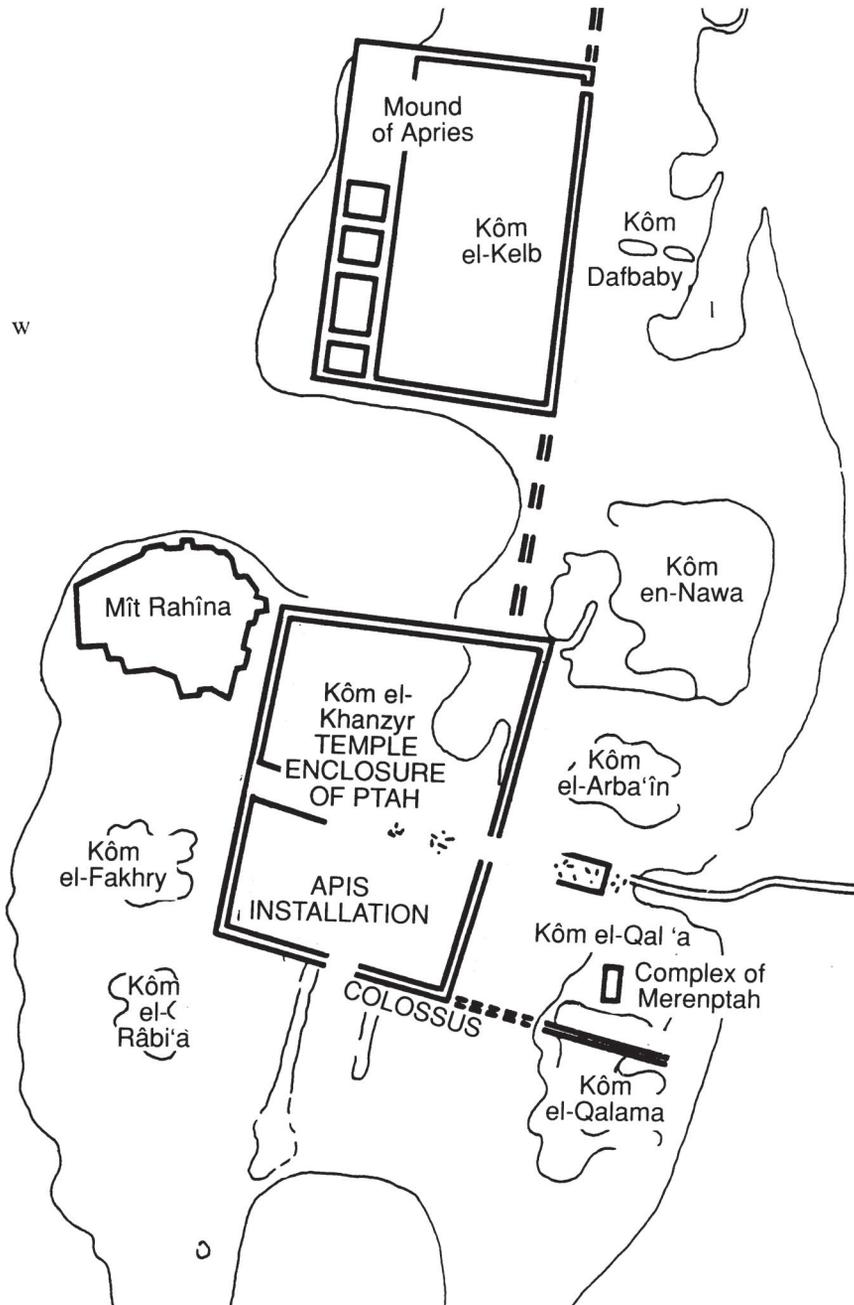 Mound
of Apries
Kôm
el-Kelb
Kôm
Dafbaby
w
Kôm
en-Nawa
Mît Rahîna
Kôm el-
Khanzyr
TEMPLE
ENCLOSURE
OF PTAH
Kôm
el-Arba‘în
Kôm
el-Fakhry
APIS
INSTALLATION
Kôm el-Qal ‘a
Complex of
Merenptah
Kôm
el-
Râbi‘a
COLOSSUS
Kôm
el-Qalama